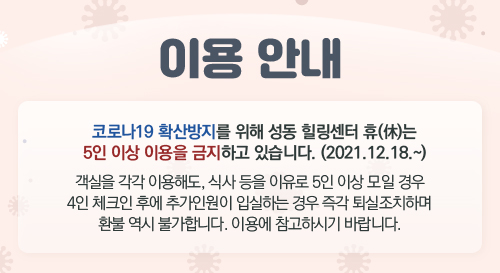 이용 안내
코로나19 확산방지를 위해 성동 힐링센터 휴(休)는
5인 이상 이용을 금지하고 있습니다. (2021.12.18.~)
객실을 각각 이용해도, 식사 등을 이유로 5인 이상 모일 경우
4인 체크인 후에 추가인원이 입실하는 경우 즉각 퇴실조치하며
환불 역시 불가합니다. 이용에 참고하시기 바랍니다.